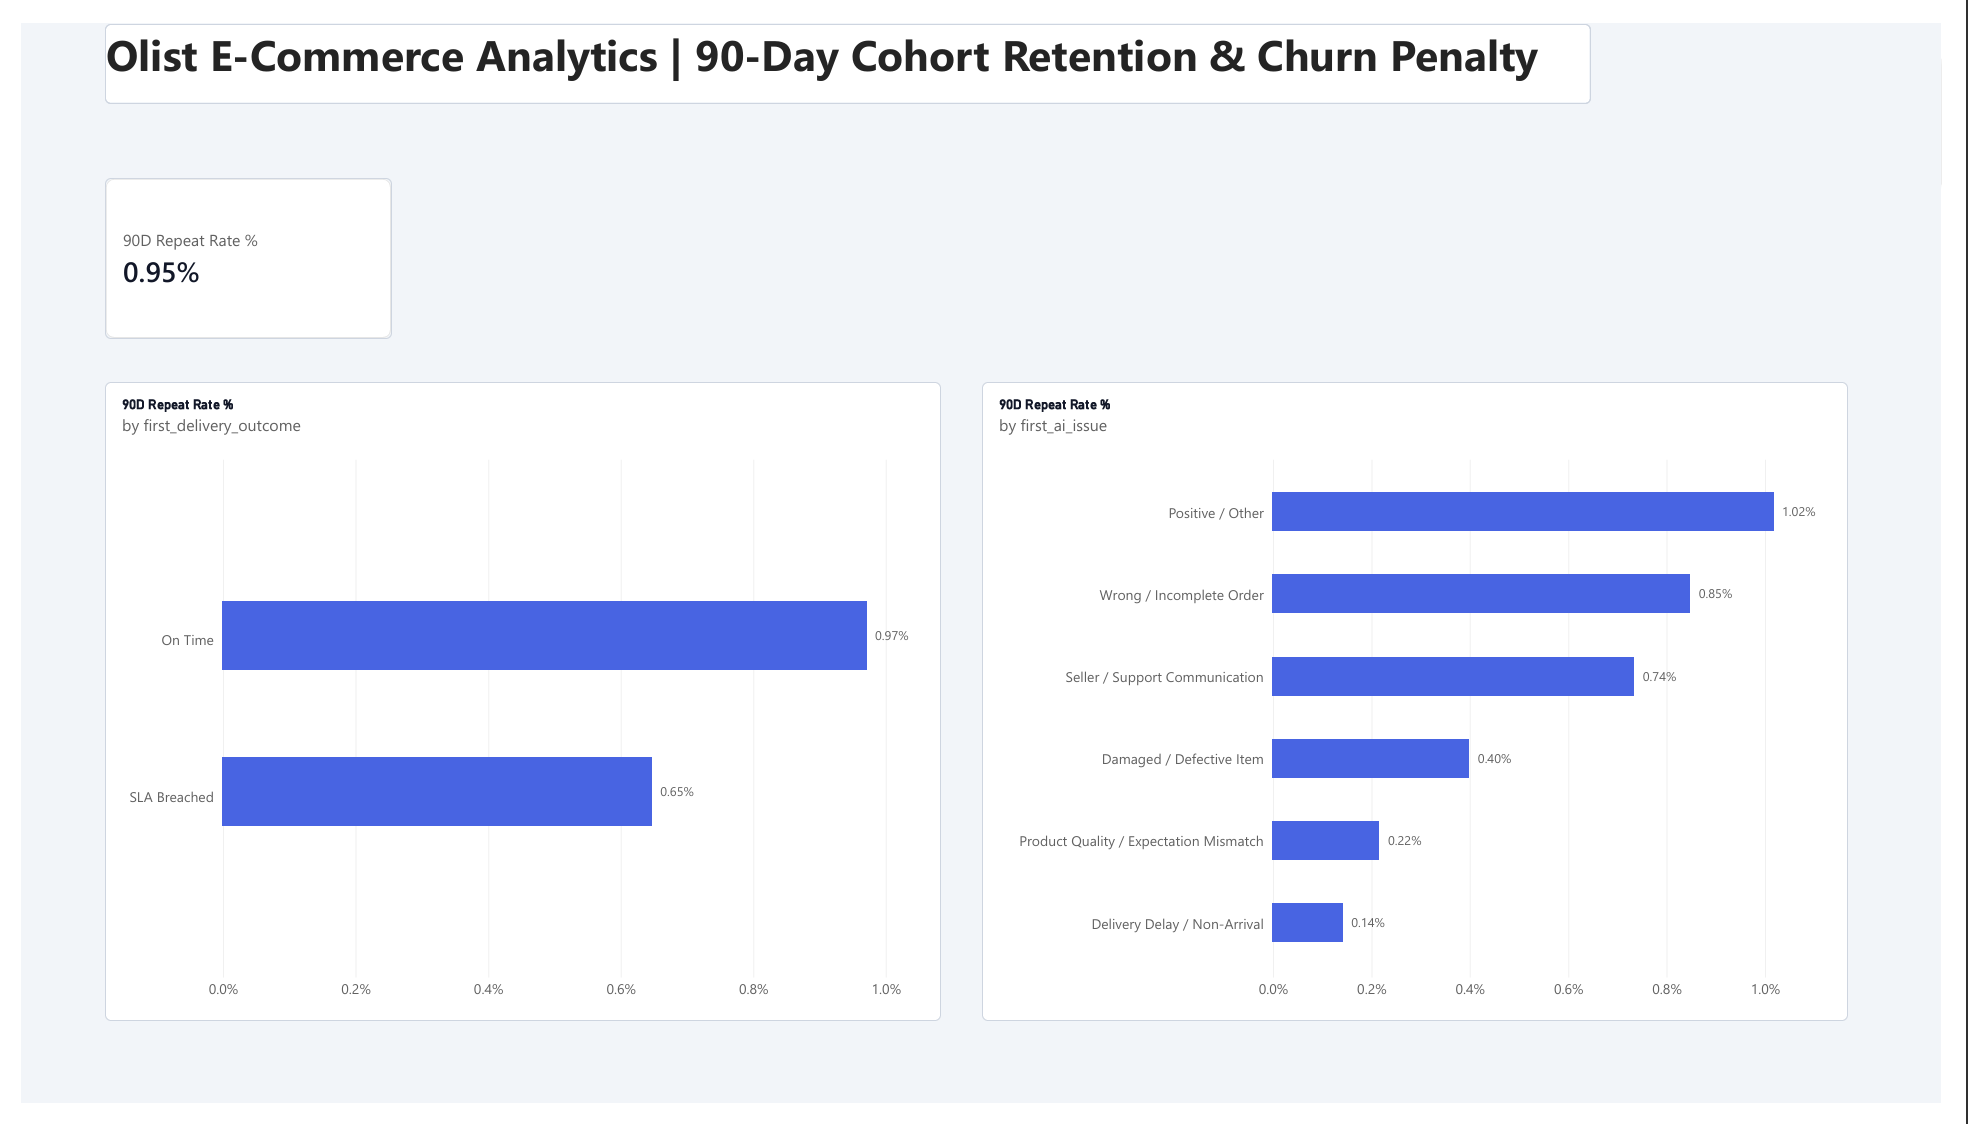 Olist E-Commerce Analytics | 90-Day Cohort Retention & Churn Penalty
90D Repeat Rate %
0.95%
90D Repeat Rate %
by first_delivery_outcome
On Time
0.97%
SLA Breached
0.65%
0.0% 0.2% 0.4% 0.6% 0.8% 1.0%
90D Repeat Rate %
by first_ai_issue
Positive / Other
1.02%
Wrong / Incomplete Order
0.85%
Seller / Support Communication
0.74%
Damaged / Defective Item
0.40%
Product Quality / Expectation Mismatch
0.22%
Delivery Delay / Non-Arrival
0.14%
0.0% 0.2% 0.4% 0.6% 0.8% 1.0%